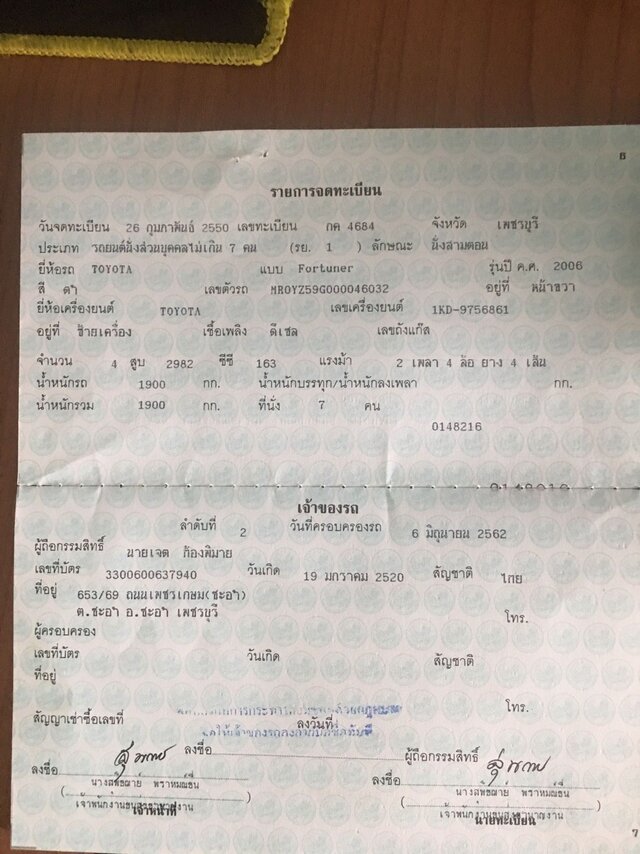 6
รายการจดทะเบียน
วันจดทะเบียน 26 กุมภาพันธ์ 2550 เลขทะเบียน กค 4684 จังหวัด เพชรบุรี
ประเภท รถยนต์นั่งส่วนบุคคลไม่เกิน 7 คน (รย. 1 ) ลักษณะ นั่งสามตอน
ยี่ห้อรถ TOYOTA แบบ Fortuner รุ่นปี ค.ศ. 2006
สี ดำ เลขตัวรถ MR0YZ59G000046032 อยู่ที่ หน้าขวา
ยี่ห้อเครื่องยนต์ TOYOTA เลขเครื่องยนต์ 1KD-9756861
อยู่ที่ ซ้ายเครื่อง เชื้อเพลิง ดีเซล เลขถังแก๊ส
จำนวน 4 สูบ 2982 ซีซี 163 แรงม้า 2 เพลา 4 ล้อ ยาง 4 เส้น
น้ำหนักรถ 1900 กก. น้ำหนักบรรทุก/น้ำหนักลงเพลา กก.
น้ำหนักรวม 1900 กก. ที่นั่ง 7 คน
0148216
เจ้าของรถ
ลำดับที่ 2 วันที่ครอบครองรถ 6 มิถุนายน 2562
ผู้ถือกรรมสิทธิ์ นายเจต ก้องพิมาย
เลขที่บัตร 3300600637940 วันเกิด 19 มกราคม 2520 สัญชาติ ไทย
ที่อยู่ 653/69 ถนนเพชรเกษม(ชะอำ)
ต.ชะอำ อ.ชะอำ เพชรบุรี โทร.
ผู้ครอบครอง
เลขที่บัตร วันเกิด สัญชาติ
ที่อยู่
โทร.
สัญญาเช่าซื้อเลขที่ ลงวันที่
ลงชื่อ ผู้ถือกรรมสิทธิ์
ลงชื่อ ลงชื่อ
พราหมณ์ชื่น พราหมณ์ชื่น
เจ้าหน้าที่ นายทะเบียน
7